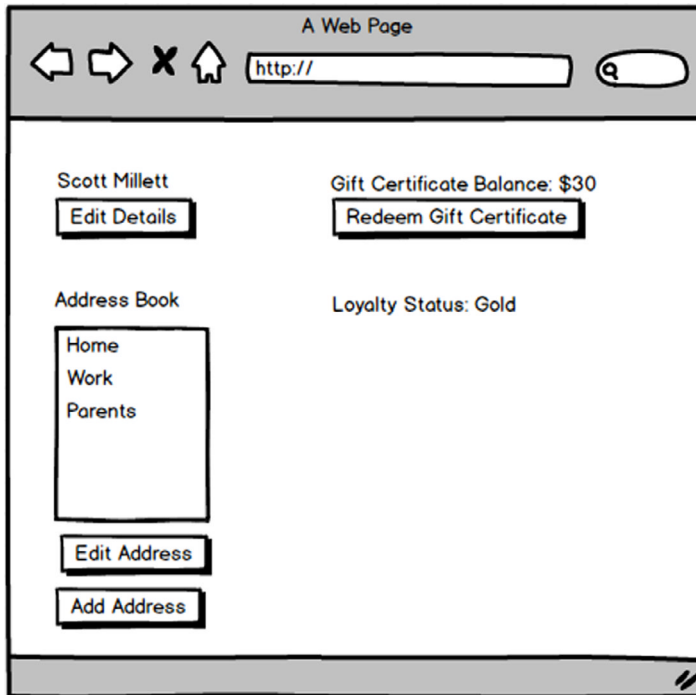 A Web Page
http://
Scott Millett
Edit Details
Gift Certificate Balance: $30
Redeem Gift Certificate
Address Book
Home
Work
Parents
Edit Address
Add Address
Loyalty Status: Gold